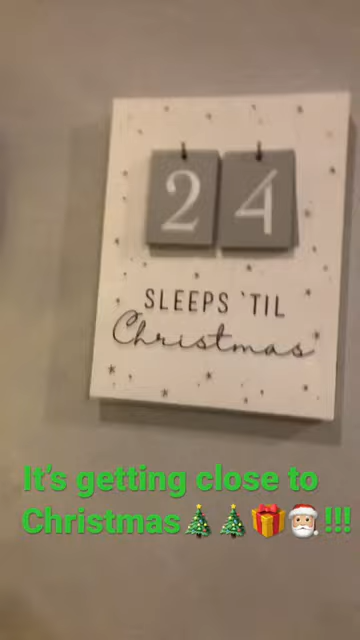 24
SLEEPS 'TIL
Christmas
It's getting close to
Christmas🎄🎄🎁🎅🏼!!!